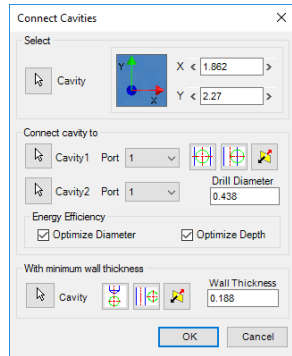 Connect Cavities
Select
Cavity
Y
X
X < 1.862 >
Y < 2.27 >
Connect cavity to
Cavity1 Port 1
Cavity2 Port 1
Drill Diameter
0.438
Energy Efficiency
Optimize Diameter Optimize Depth
With minimum wall thickness
Cavity
Wall Thickness
0.188
OK Cancel